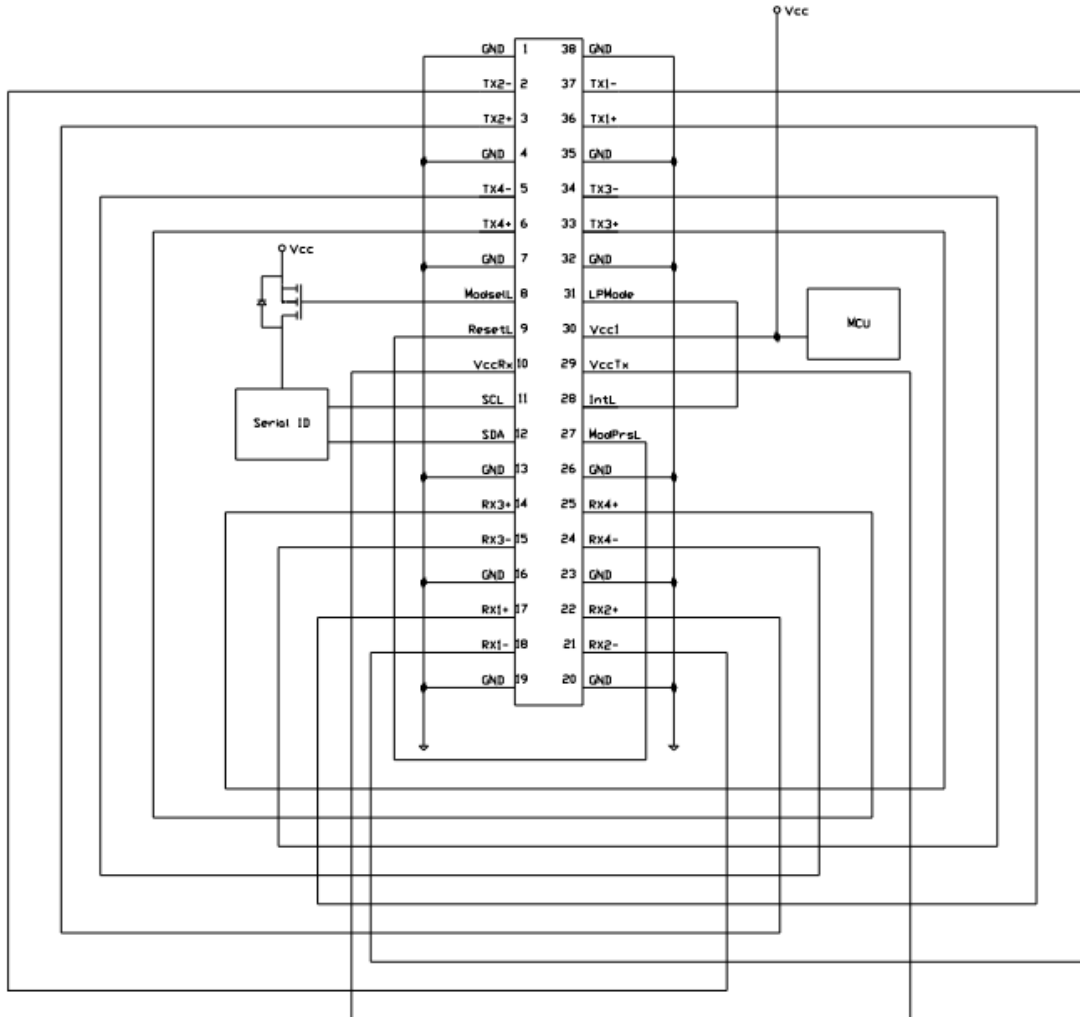 Vcc
GND 1 38 GND
TX2- 2 37 TX1-
TX2+ 3 36 TX1+
GND 4 35 GND
TX4- 5 34 TX3-
TX4+ 6 33 TX3+
Vcc
GND 7 32 GND
ModselL 8 31 LPMode
ResetL 9 30 Vcc1 MCU
VccRx 10 29 VccTx
SCL 11 28 IntL
Serial ID
SDA 12 27 ModPrsL
GND 13 26 GND
RX3+ 14 25 RX4+
RX3- 15 24 RX4-
GND 16 23 GND
RX1+ 17 22 RX2+
RX1- 18 21 RX2-
GND 19 20 GND